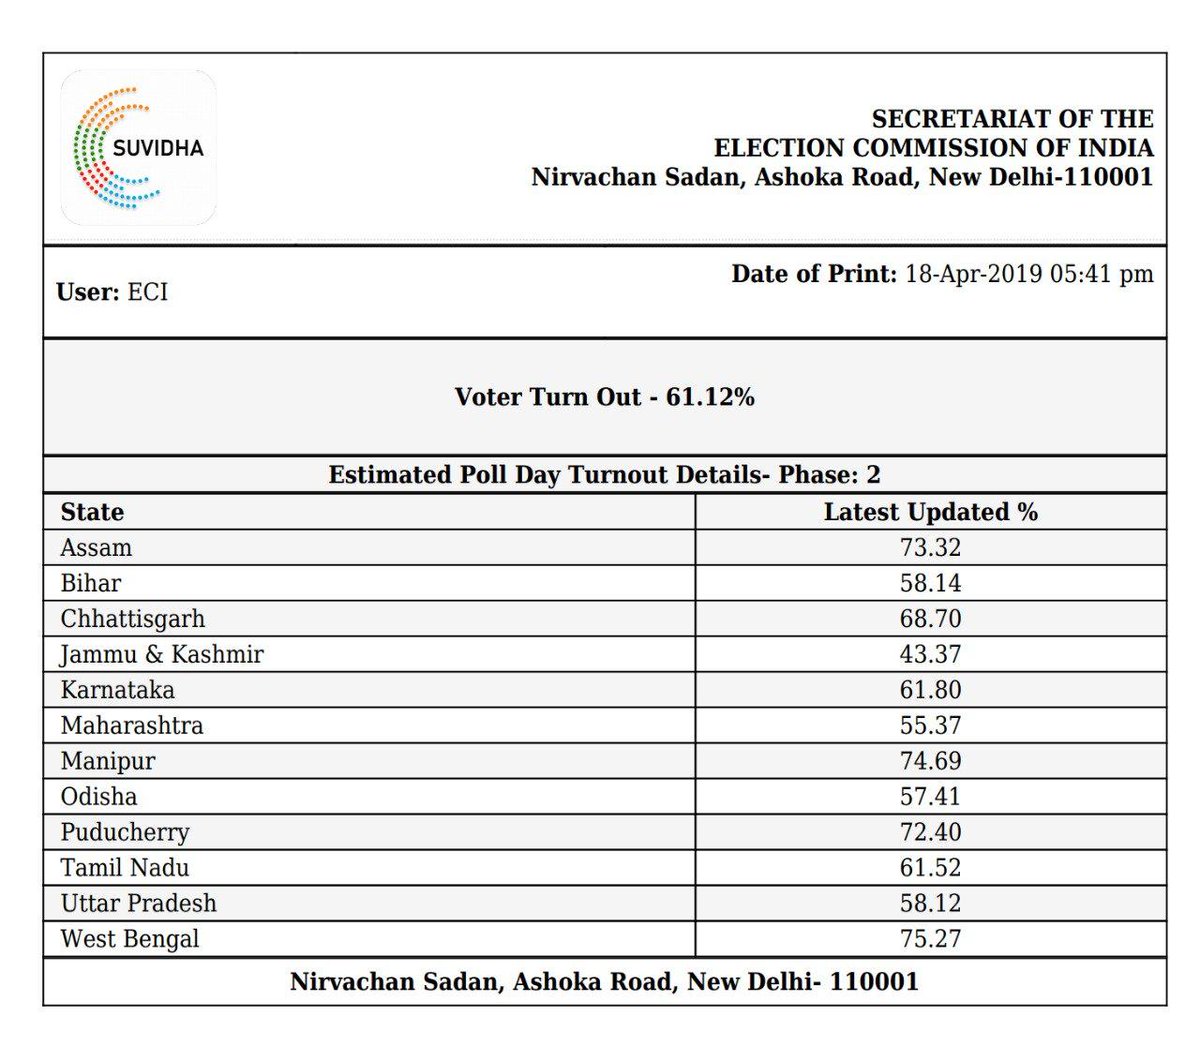 SUVIDHA
SECRETARIAT OF THE
ELECTION COMMISSION OF INDIA
Nirvachan Sadan, Ashoka Road, New Delhi-110001
User: ECI
Date of Print: 18-Apr-2019 05:41 pm
Voter Turn Out - 61.12%
Estimated Poll Day Turnout Details- Phase: 2
State Latest Updated %
Assam 73.32
Bihar 58.14
Chhattisgarh 68.70
Jammu & Kashmir 43.37
Karnataka 61.80
Maharashtra 55.37
Manipur 74.69
Odisha 57.41
Puducherry 72.40
Tamil Nadu 61.52
Uttar Pradesh 58.12
West Bengal 75.27
Nirvachan Sadan, Ashoka Road, New Delhi- 110001